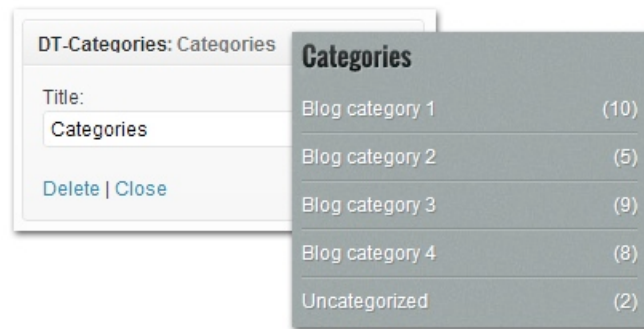 DT-Categories: Categories
Title:
Categories
Delete | Close
Categories
Blog category 1 (10)
Blog category 2 (5)
Blog category 3 (9)
Blog category 4 (8)
Uncategorized (2)